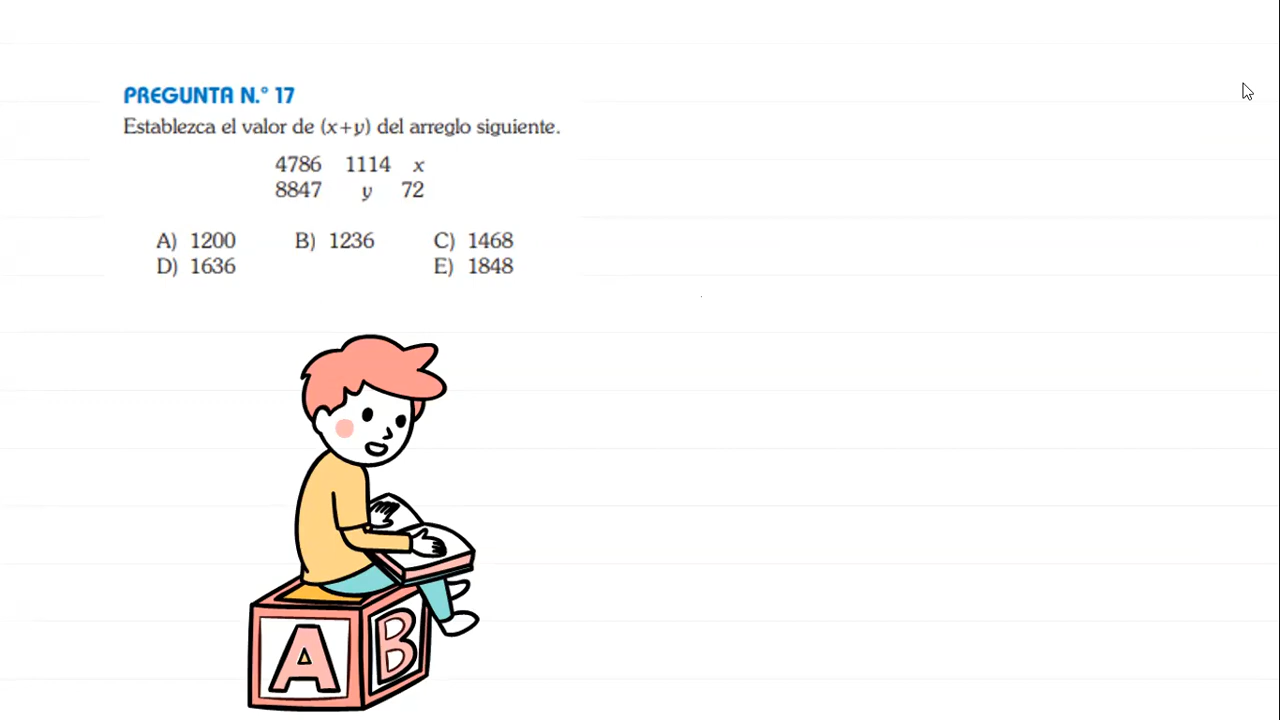 PREGUNTA N.° 17
Establezca el valor de (x+y) del arreglo siguiente.
4786 1114 x
8847 y 72
A) 1200 B) 1236 C) 1468
D) 1636 E) 1848
A B